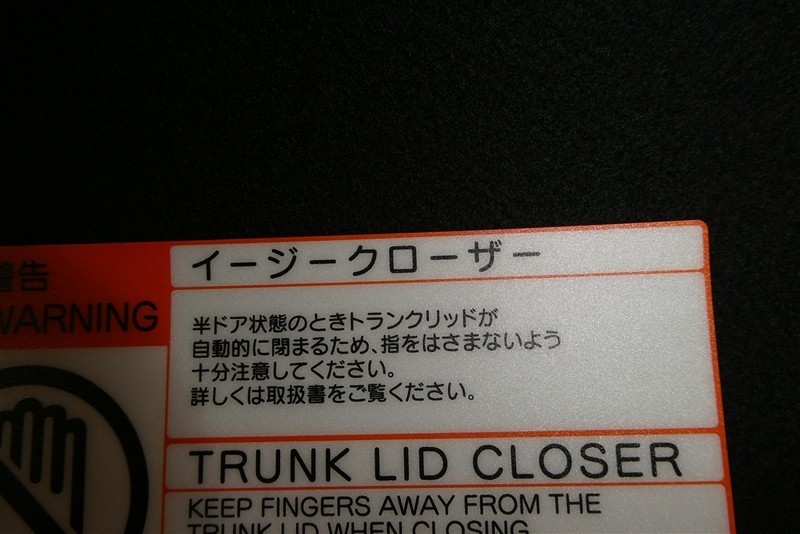 警告
WARNING
イージークローザー
半ドア状態のときトランクリッドが
自動的に閉まるため、指をはさまないよう
十分注意してください。
詳しくは取扱書をご覧ください。
TRUNK LID CLOSER
KEEP FINGERS AWAY FROM THE
TRUNK LID WHEN CLOSING